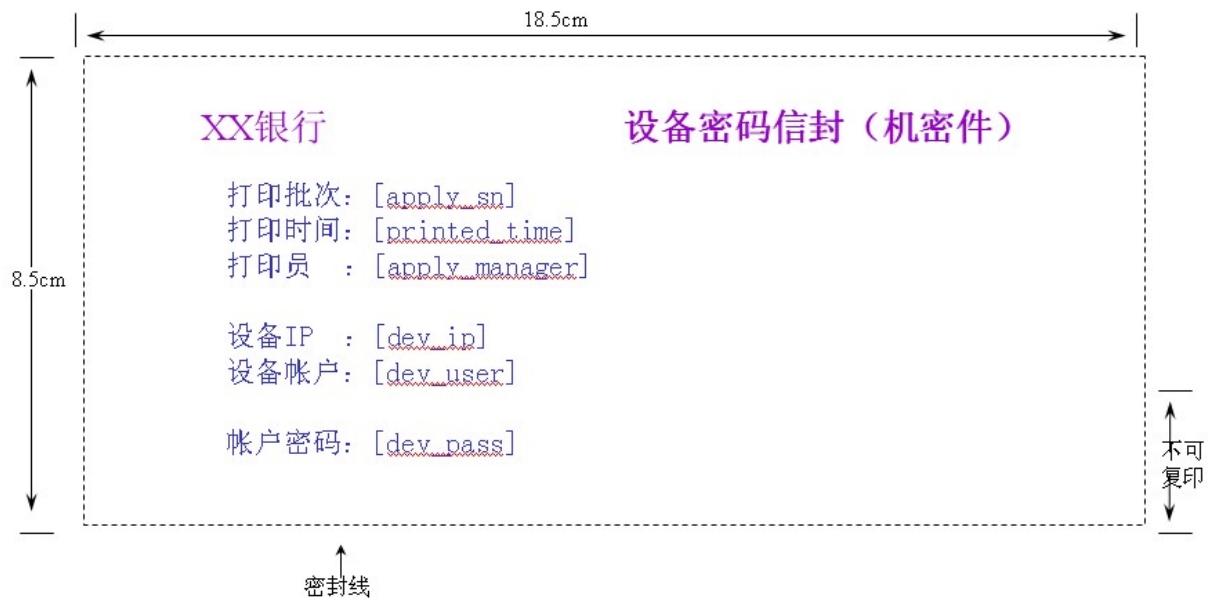 18.5cm
XX银行 设备密码信封（机密件）
打印批次：[apply_sn]
打印时间：[printed_time]
打印员 ：[apply_manager]
8.5cm
设备IP ：[dev_ip]
设备帐户：[dev_user]
帐户密码：[dev_pass]
不可
复印
密封线